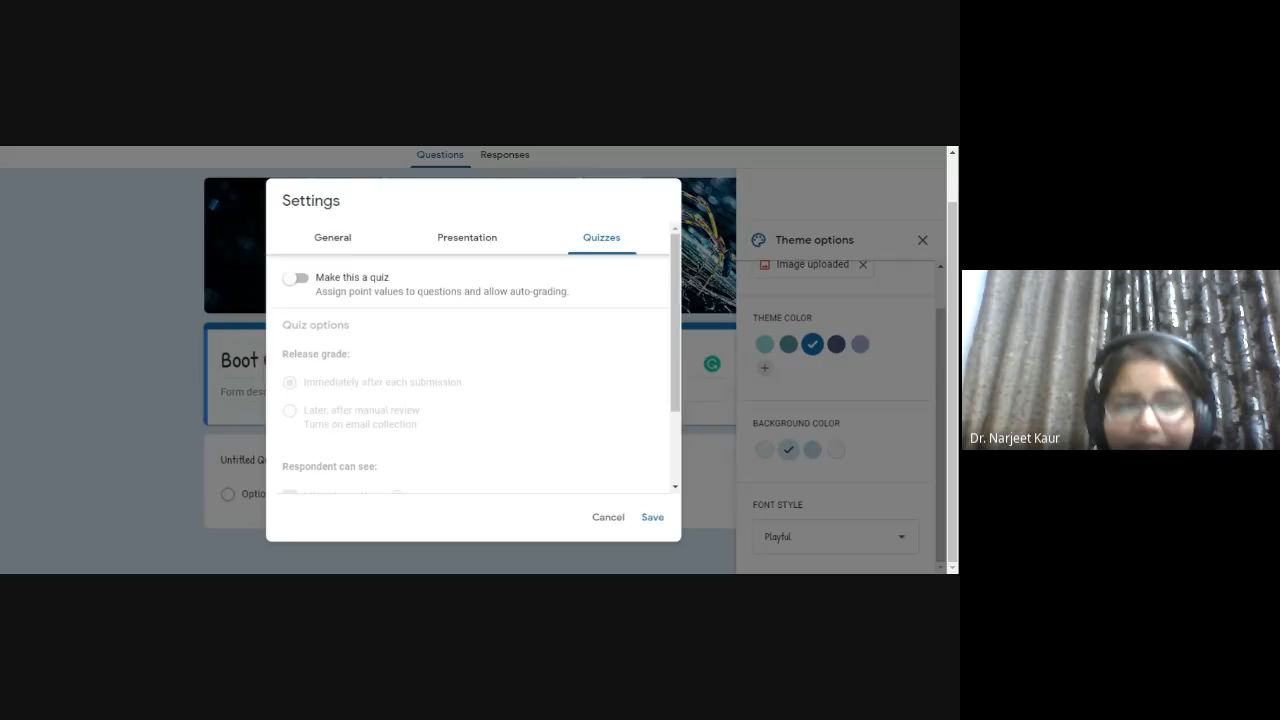 Questions Responses
Settings
General Presentation Quizzes
Make this a quiz
Assign point values to questions and allow auto-grading.
Quiz options
Release grade:
Immediately after each submission
Later, after manual review
Turns on email collection
Respondent can see:
Cancel Save
Boot
Form
Untitled
Theme options
Image uploaded
THEME COLOR
BACKGROUND COLOR
FONT STYLE
Playful
Dr. Narjeet Kaur